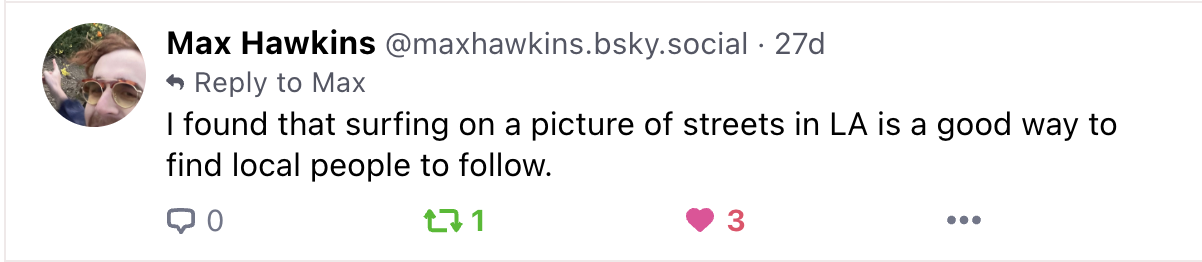 Max Hawkins @maxhawkins.bsky.social · 27d
Reply to Max
I found that surfing on a picture of streets in LA is a good way to
find local people to follow.
0 1 3